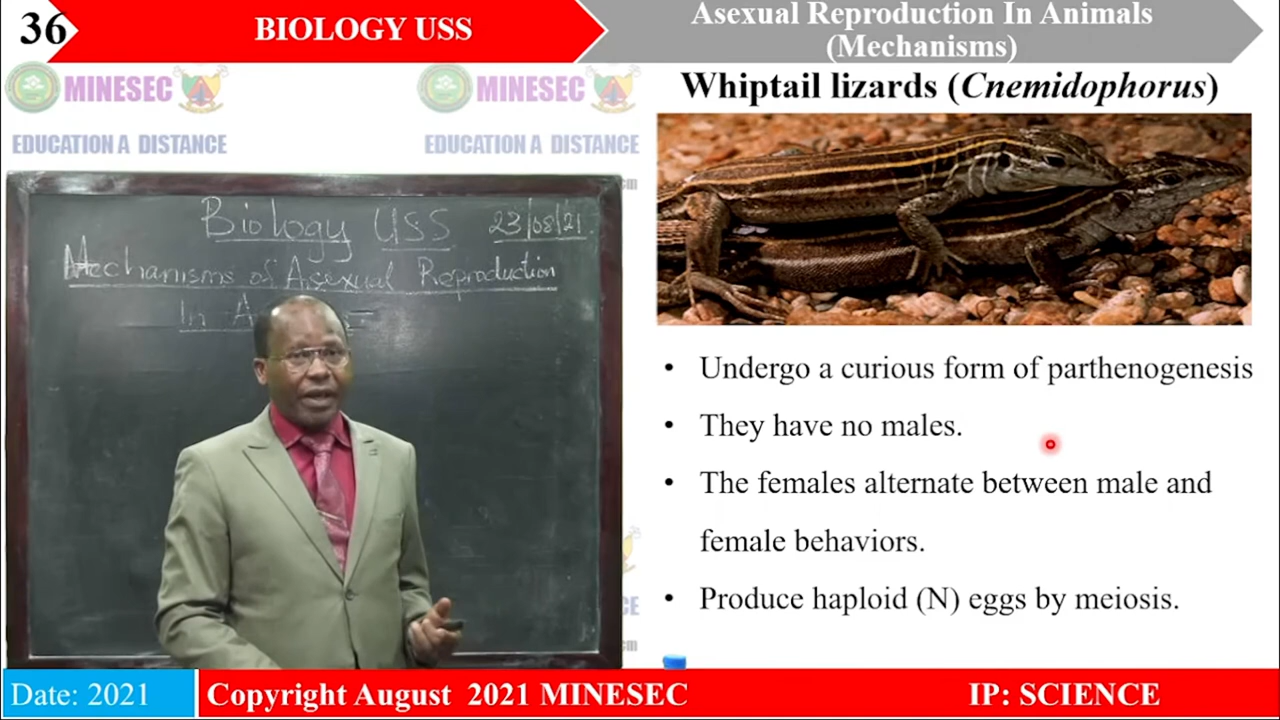 36
BIOLOGY USS
Asexual Reproduction In Animals
(Mechanisms)
MINESEC
EDUCATION A DISTANCE
MINESEC
EDUCATION A DISTANCE
Biology USS 23/08/21.
Mechanisms of Asexual Reproduction
In A
Whiptail lizards (Cnemidophorus)
• Undergo a curious form of parthenogenesis
• They have no males.
• The females alternate between male and
female behaviors.
• Produce haploid (N) eggs by meiosis.
Date: 2021
Copyright August 2021 MINESEC
IP: SCIENCE